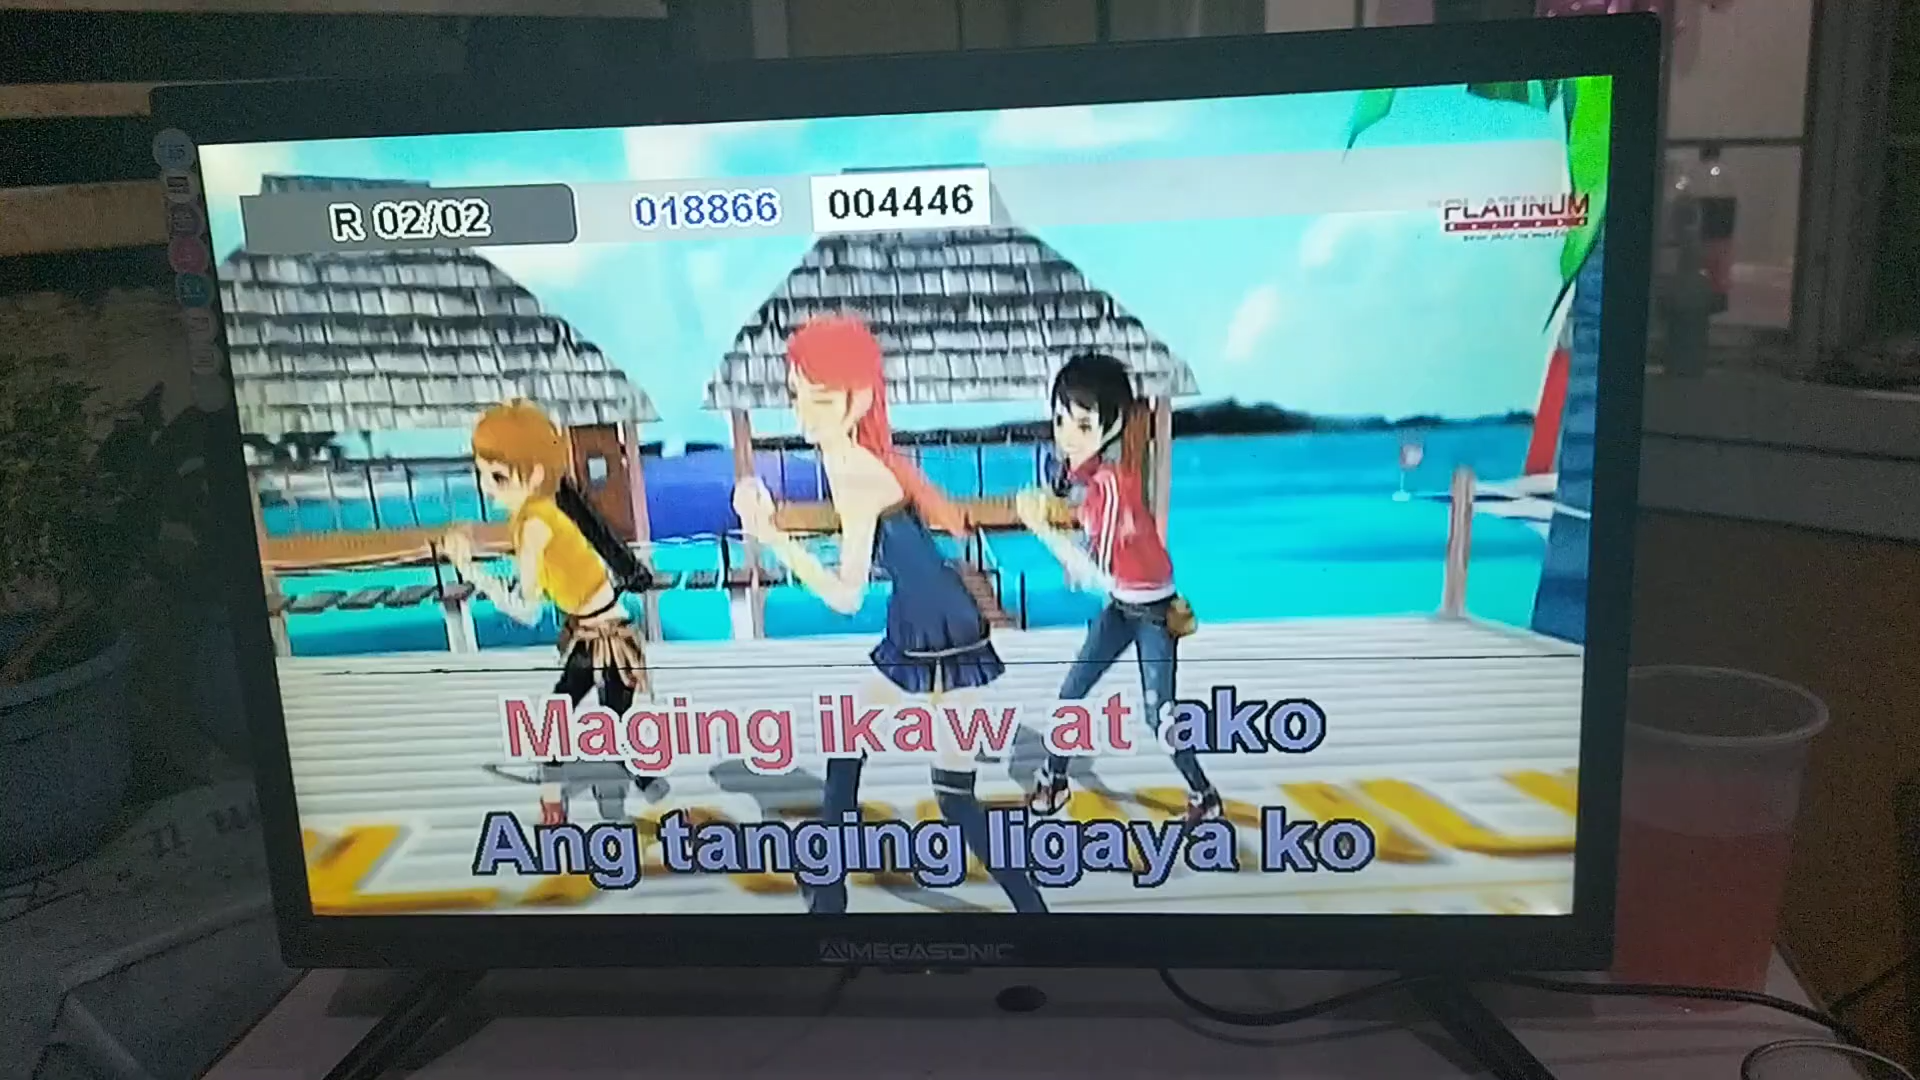 R 02/02
018866
004446
PLATINUM
Maging ikaw at ako
Ang tanging ligaya ko
MEGASONIC